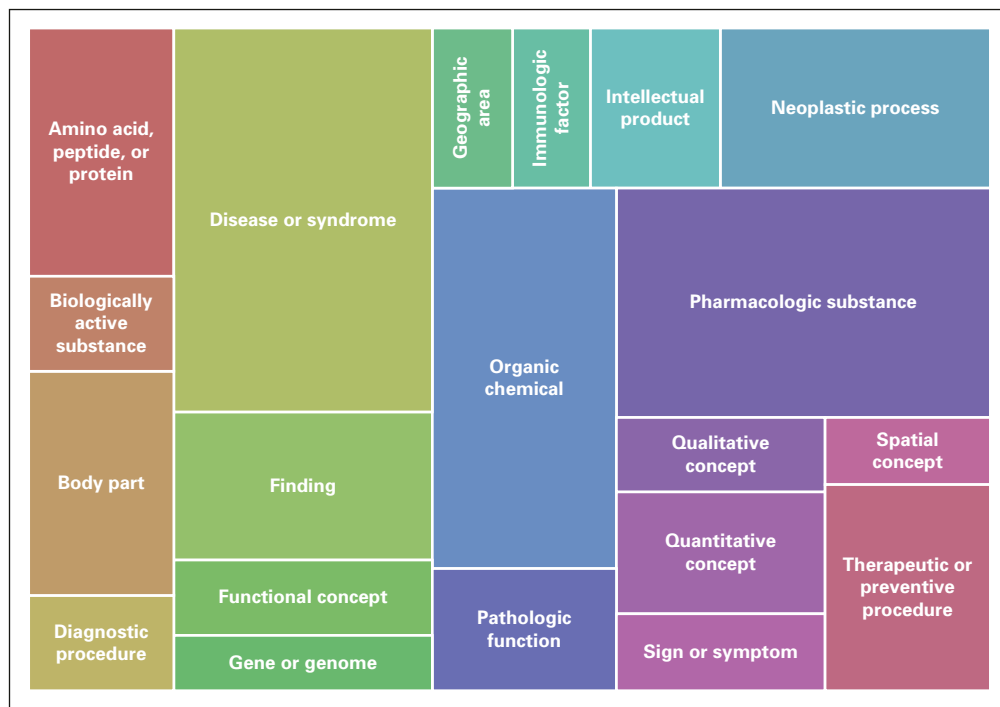 Amino acid,
peptide, or
protein
Biologically
active
substance
Body part
Diagnostic
procedure
Disease or syndrome
Finding
Functional concept
Gene or genome
Geographic
area
Immunologic
factor
Intellectual
product
Neoplastic process
Organic
chemical
Pathologic
function
Pharmacologic substance
Qualitative
concept
Quantitative
concept
Sign or symptom
Spatial
concept
Therapeutic or
preventive
procedure